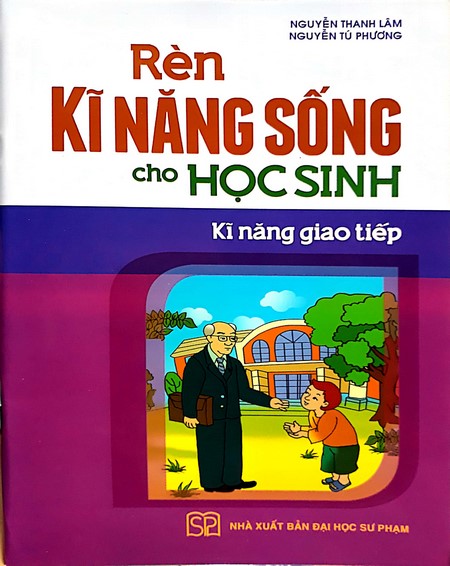 NGUYỄN THANH LÂM
NGUYỄN TÚ PHƯƠNG
Rèn
KĨ NĂNG SỐNG
cho HỌC SINH
Kĩ năng giao tiếp
SP
NHÀ XUẤT BẢN ĐẠI HỌC SƯ PHẠM